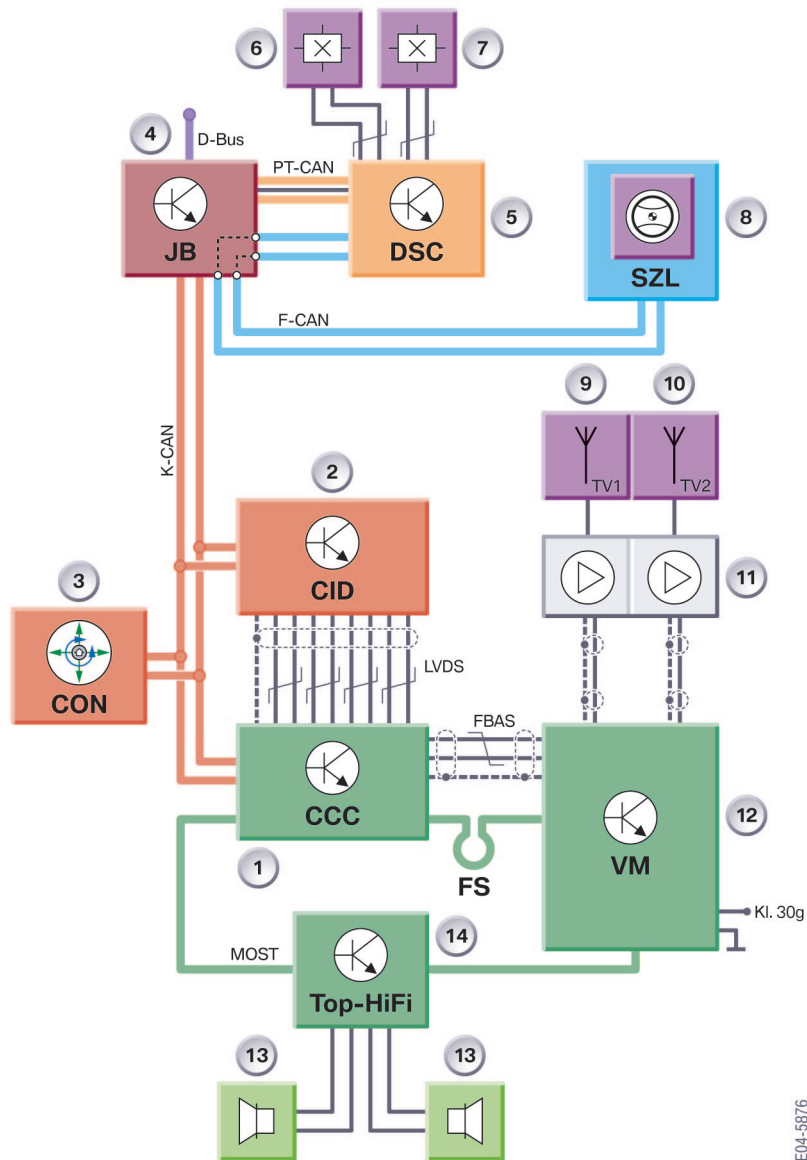 6
7
4
D-Bus
PT-CAN
JB
DSC
5
8
SZL
F-CAN
9
10
K-CAN
TV1
TV2
2
CID
11
3
CON
LVDS
FBAS
CCC
12
VM
1
FS
Kl. 30g
14
MOST
Top-HiFi
13
13
E04-5876